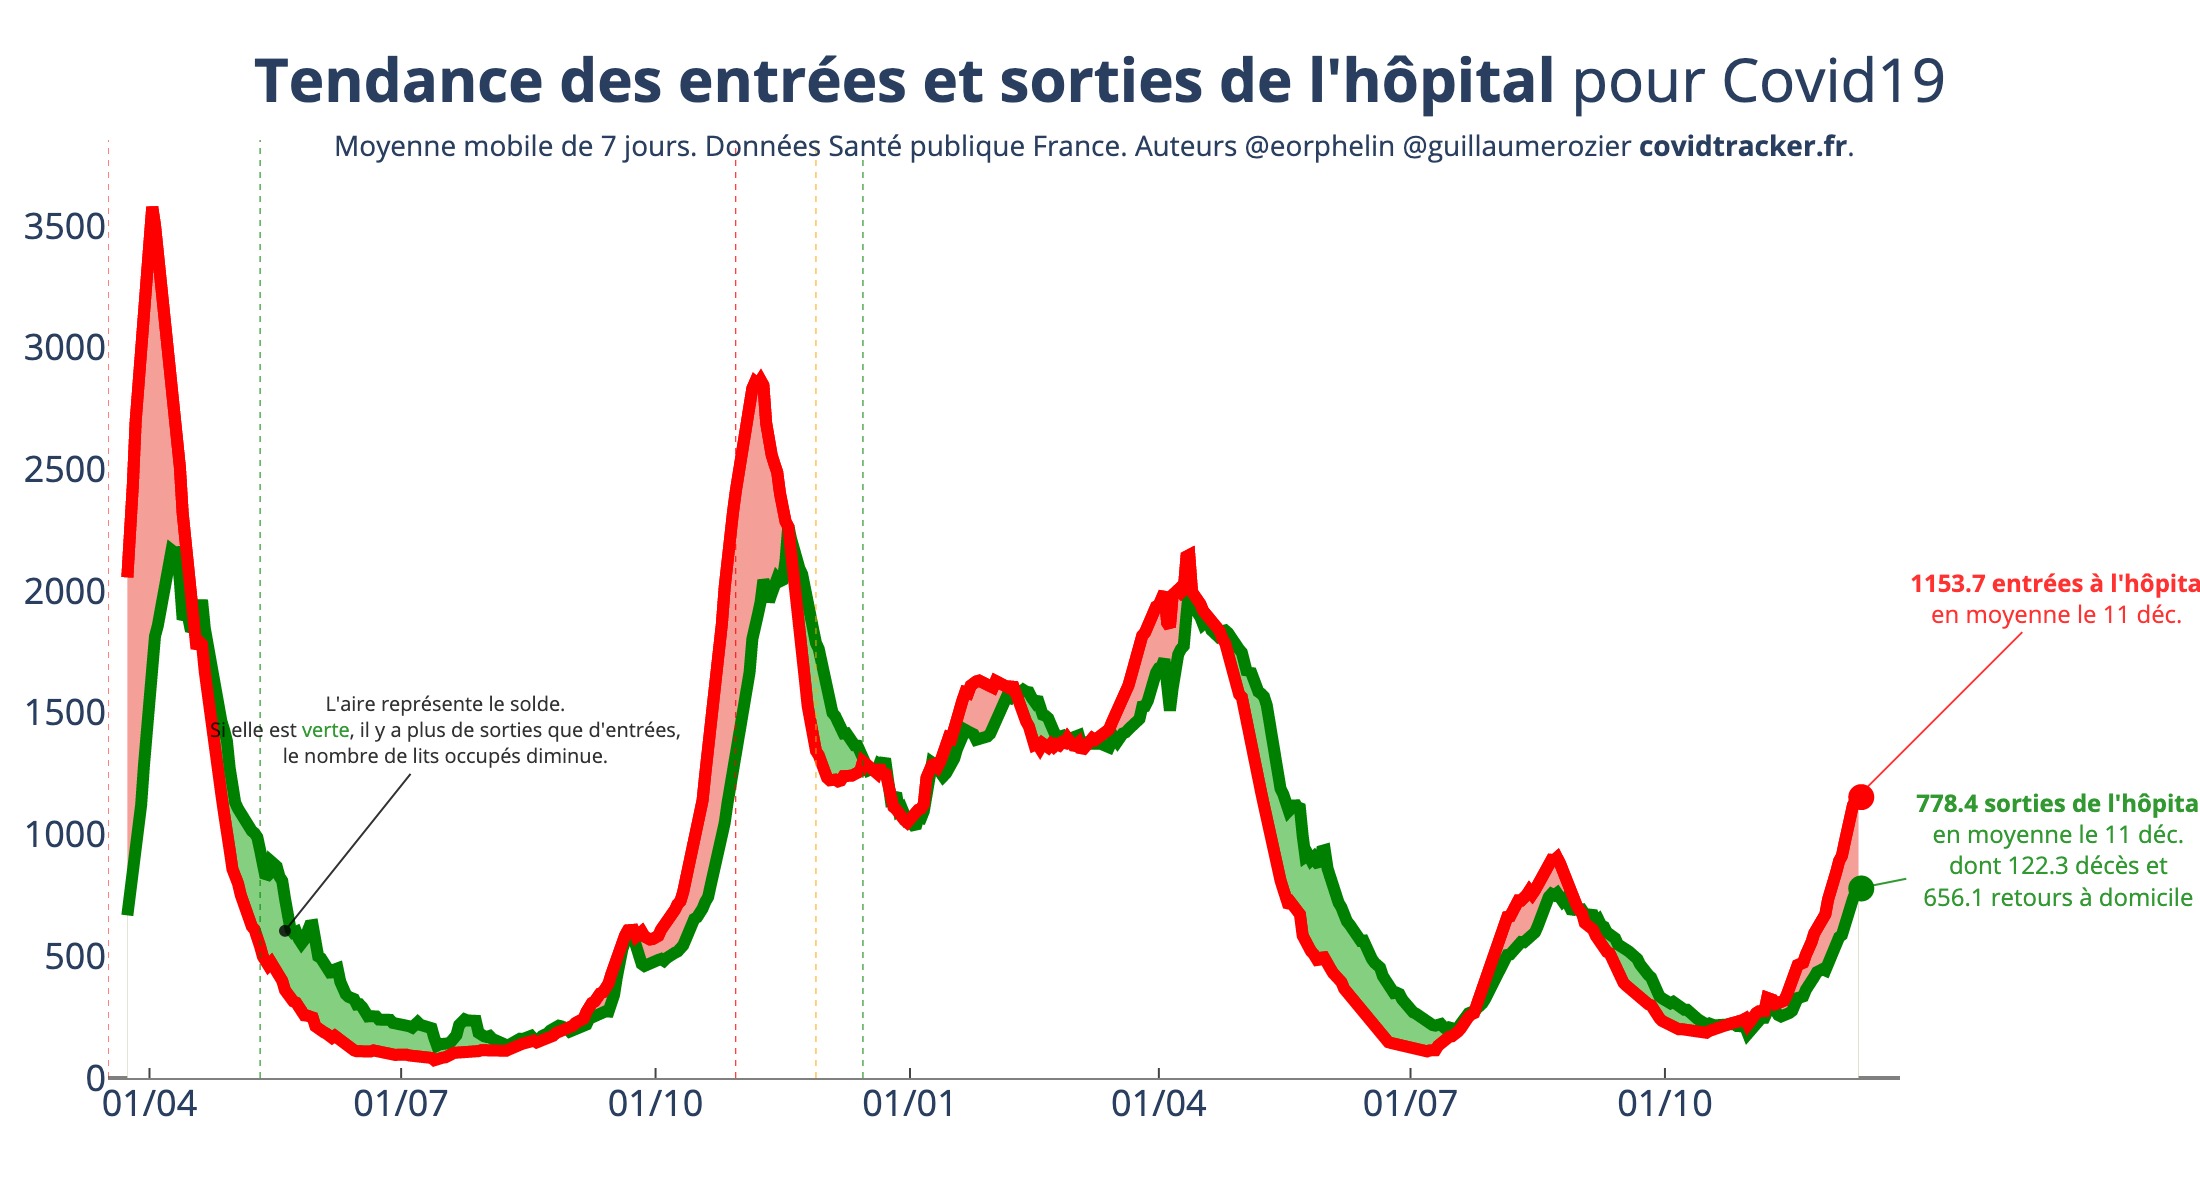 Tendance des entrées et sorties de l'hôpital pour Covid19
Moyenne mobile de 7 jours. Données Santé publique France. Auteurs @eorphelin @guillaumerozier covidtracker.fr.
3500
3000
2500
2000
1500
1000
500
0
L'aire représente le solde.
Si elle est verte, il y a plus de sorties que d'entrées,
le nombre de lits occupés diminue.
1153.7 entrées à l'hôpita
en moyenne le 11 déc.
778.4 sorties de l'hôpita
en moyenne le 11 déc.
dont 122.3 décès et
656.1 retours à domicile
01/04
01/07
01/10
01/01
01/04
01/07
01/10